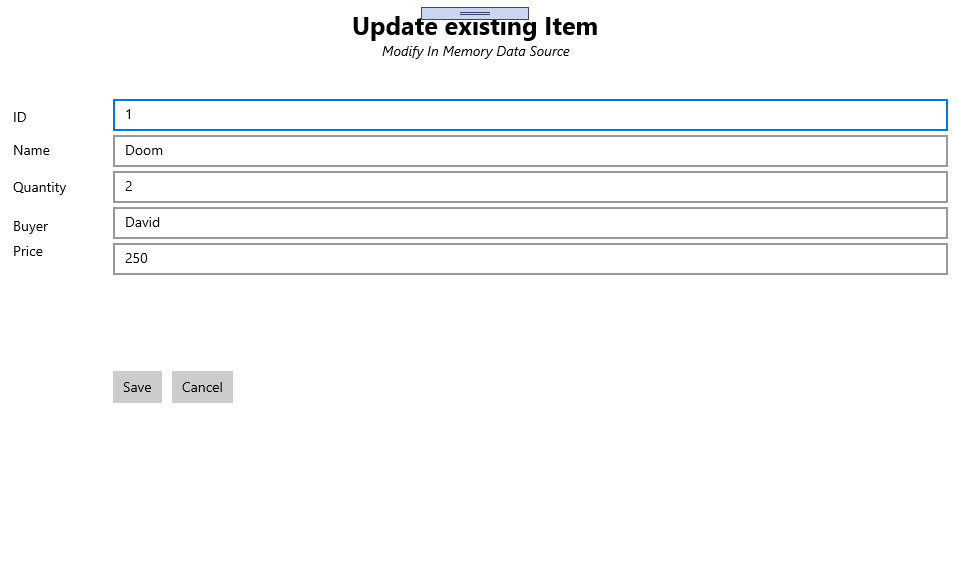 Update existing Item
Modify In Memory Data Source
ID 1
Name Doom
Quantity 2
Buyer David
Price 250
Save Cancel